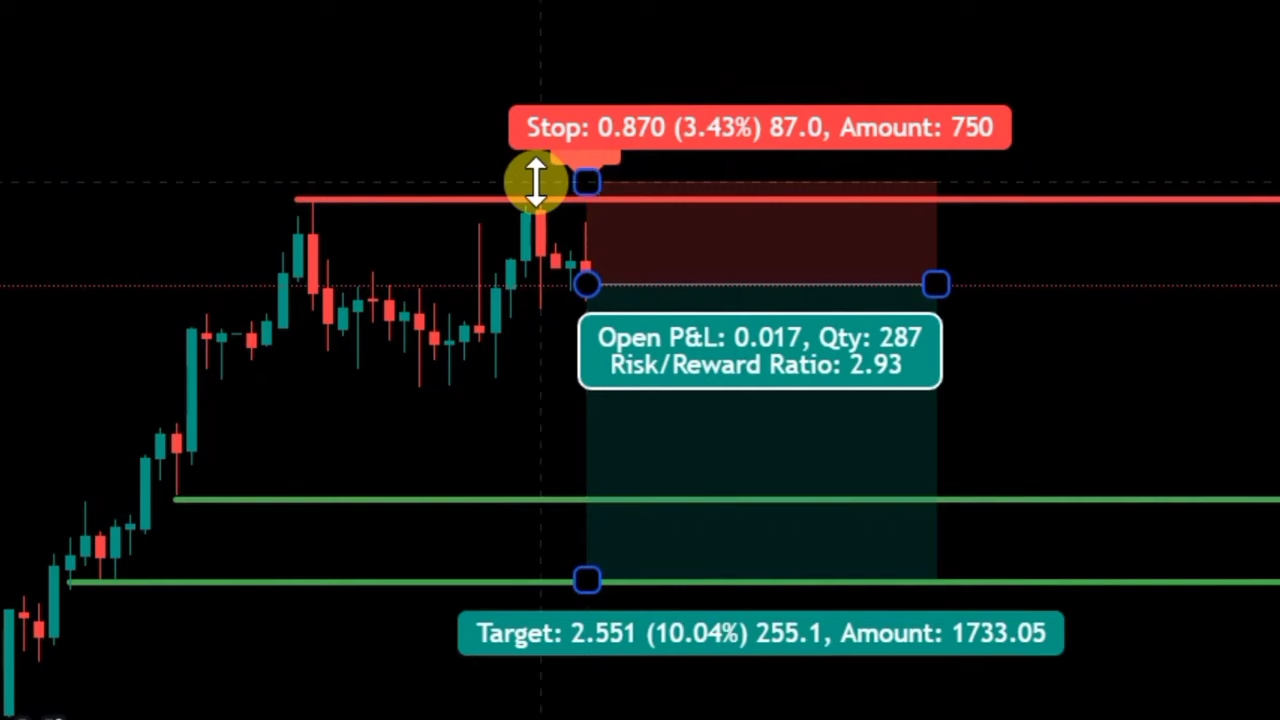 Stop: 0.870 (3.43%) 87.0, Amount: 750
Open P&L: 0.017, Qty: 287
Risk/Reward Ratio: 2.93
Target: 2.551 (10.04%) 255.1, Amount: 1733.05